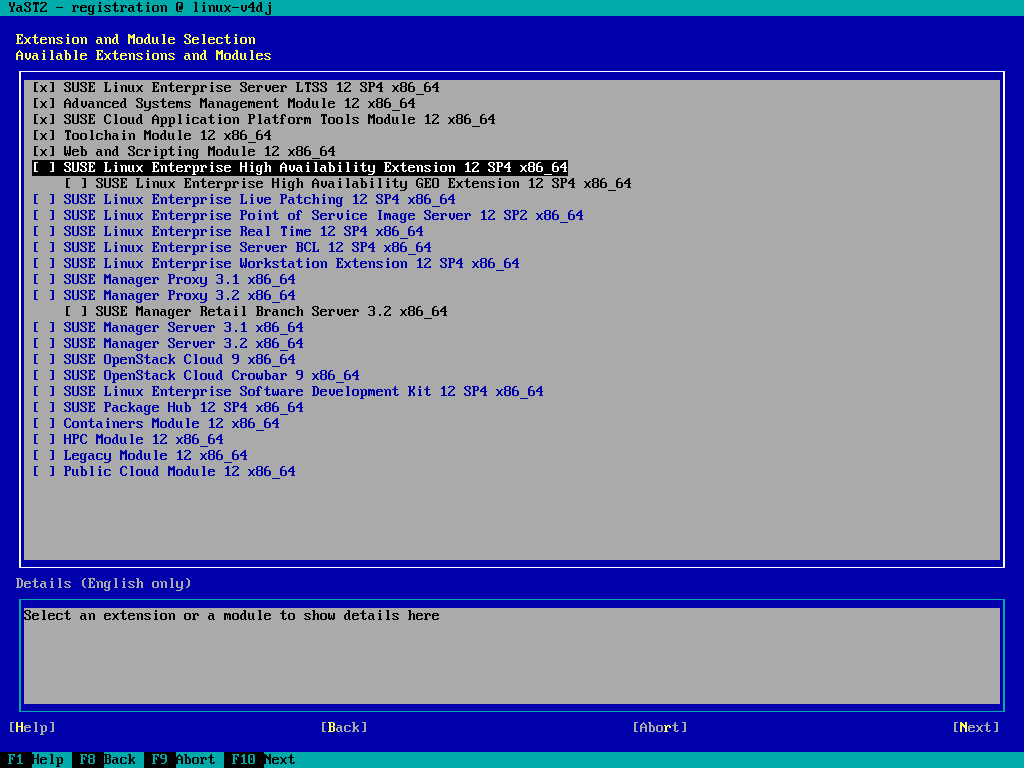 YaST2 - registration @ linux-v4dj
Extension and Module Selection
Available Extensions and Modules
[x] SUSE Linux Enterprise Server LTSS 12 SP4 x86_64
[x] Advanced Systems Management Module 12 x86_64
[x] SUSE Cloud Application Platform Tools Module 12 x86_64
[x] Toolchain Module 12 x86_64
[x] Web and Scripting Module 12 x86_64
[ ] SUSE Linux Enterprise High Availability Extension 12 SP4 x86_64
[ ] SUSE Linux Enterprise High Availability GEO Extension 12 SP4 x86_64
[ ] SUSE Linux Enterprise Live Patching 12 SP4 x86_64
[ ] SUSE Linux Enterprise Point of Service Image Server 12 SP2 x86_64
[ ] SUSE Linux Enterprise Real Time 12 SP4 x86_64
[ ] SUSE Linux Enterprise Server BCL 12 SP4 x86_64
[ ] SUSE Linux Enterprise Workstation Extension 12 SP4 x86_64
[ ] SUSE Manager Proxy 3.1 x86_64
[ ] SUSE Manager Proxy 3.2 x86_64
[ ] SUSE Manager Retail Branch Server 3.2 x86_64
[ ] SUSE Manager Server 3.1 x86_64
[ ] SUSE Manager Server 3.2 x86_64
[ ] SUSE OpenStack Cloud 9 x86_64
[ ] SUSE OpenStack Cloud Crowbar 9 x86_64
[ ] SUSE Linux Enterprise Software Development Kit 12 SP4 x86_64
[ ] SUSE Package Hub 12 SP4 x86_64
[ ] Containers Module 12 x86_64
[ ] HPC Module 12 x86_64
[ ] Legacy Module 12 x86_64
[ ] Public Cloud Module 12 x86_64
Details (English only)
Select an extension or a module to show details here
[Help] [Back] [Abort] [Next]
F1 Help F8 Back F9 Abort F10 Next